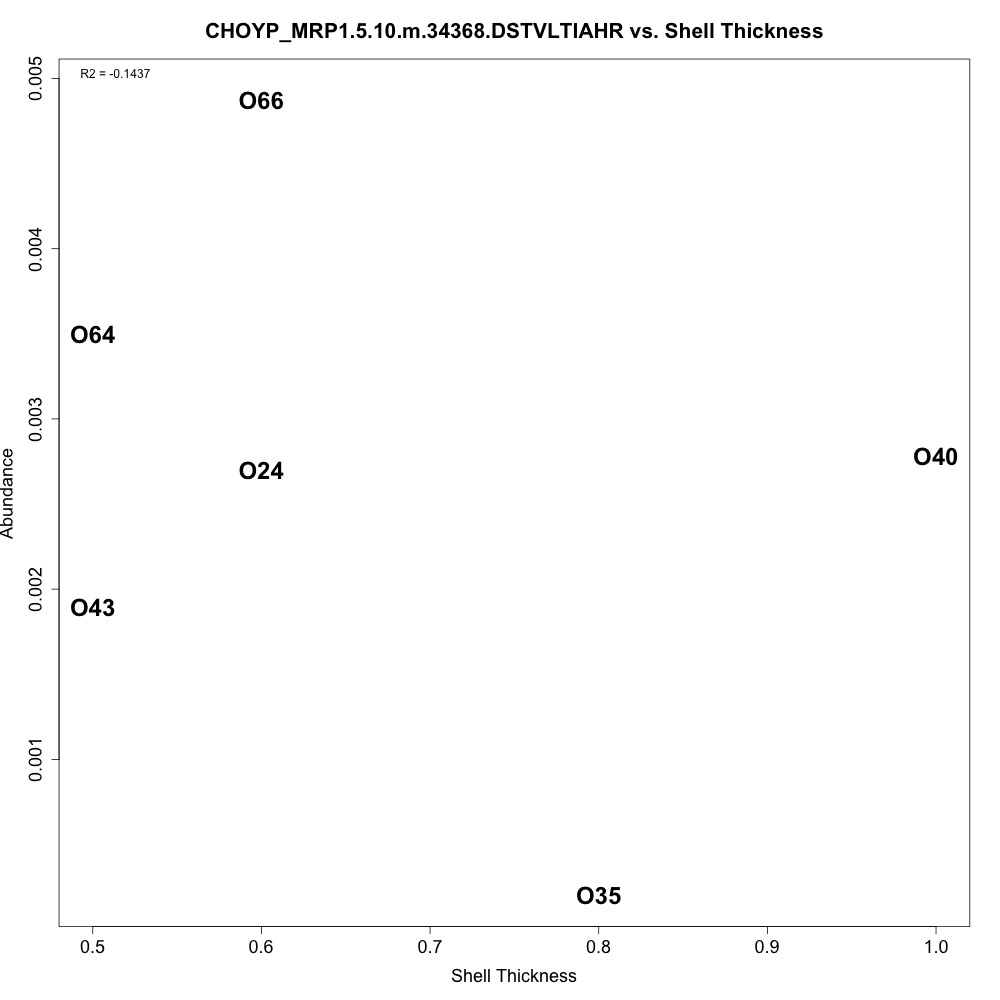 CHOYP_MRP1.5.10.m.34368.DSTVLTIAHR vs. Shell Thickness
R2 = -0.1437
0.005
0.004
0.003
0.002
0.001
Abundance
O66
O64
O24
O40
O43
O35
0.5 0.6 0.7 0.8 0.9 1.0
Shell Thickness